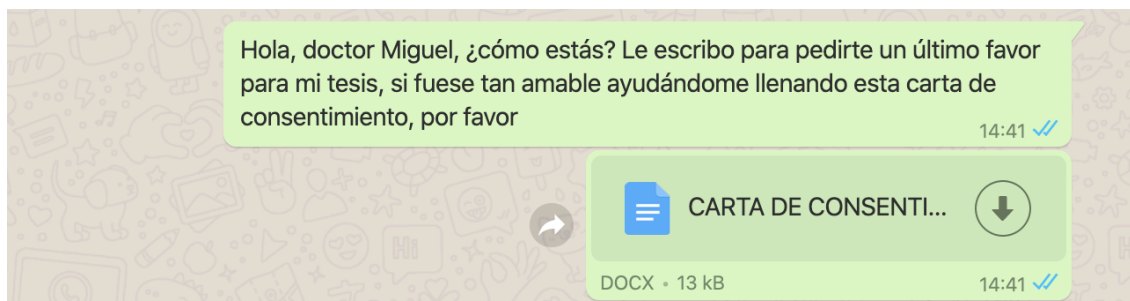 Hola, doctor Miguel, ¿cómo estás? Le escribo para pedirte un último favor
para mi tesis, si fuese tan amable ayudándome llenando esta carta de
consentimiento, por favor
14:41
CARTA DE CONSENTI...
DOCX • 13 kB
14:41